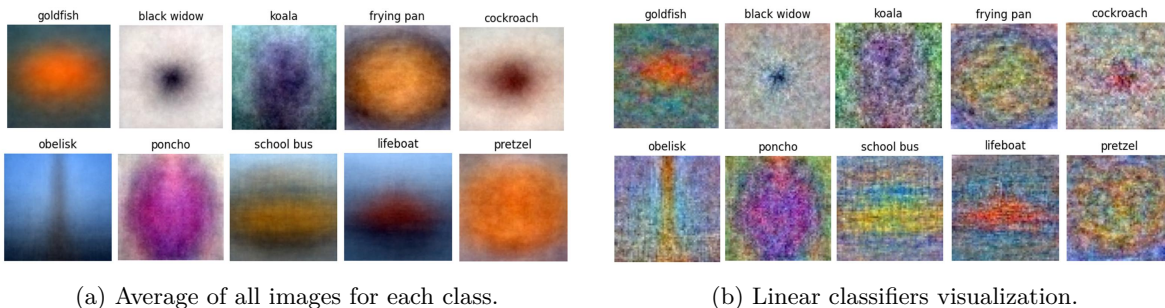 goldfish black widow koala frying pan cockroach
obelisk poncho school bus lifeboat pretzel
(a) Average of all images for each class.
goldfish black widow koala frying pan cockroach
obelisk poncho school bus lifeboat pretzel
(b) Linear classifiers visualization.